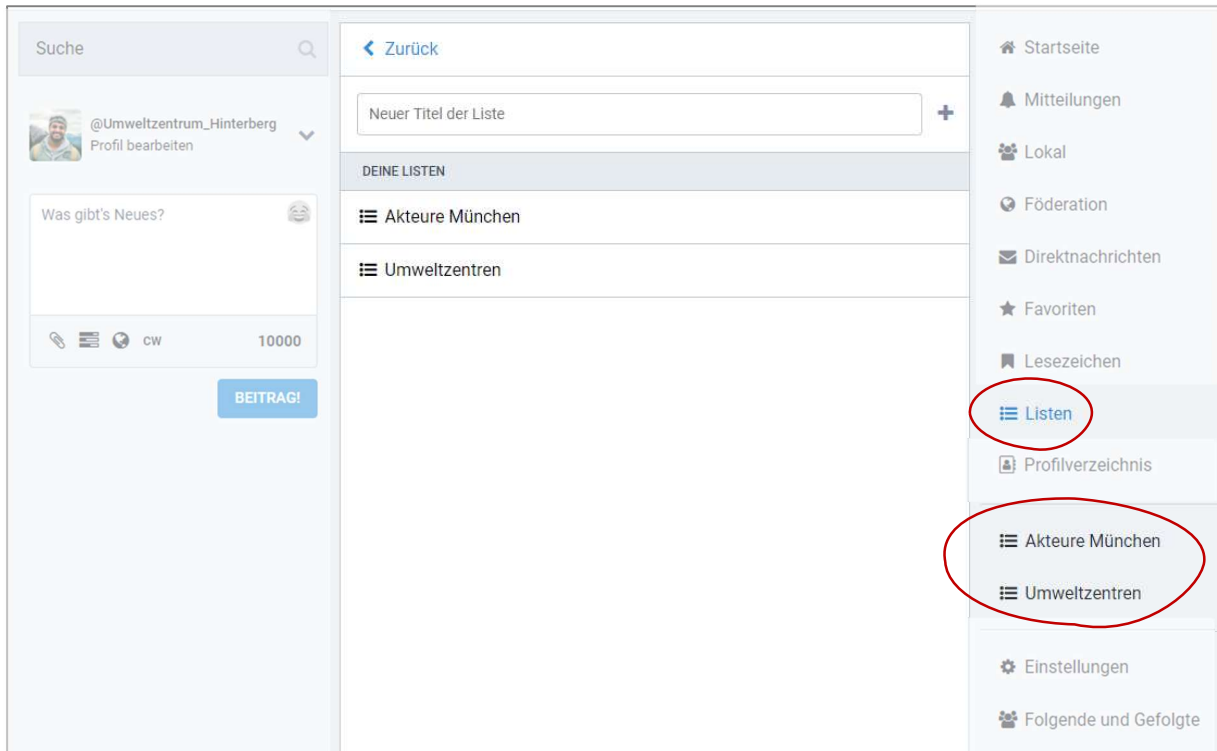 Suche
@Umweltzentrum_Hinterberg
Profil bearbeiten
Was gibt's Neues?
CW
10000
BEITRAG!
Zurück
Neuer Titel der Liste
DEINE LISTEN
Akteure München
Umweltzentren
Startseite
Mitteilungen
Lokal
Föderation
Direktnachrichten
Favoriten
Lesezeichen
Listen
Profilverzeichnis
Akteure München
Umweltzentren
Einstellungen
Folgende und Gefolgte